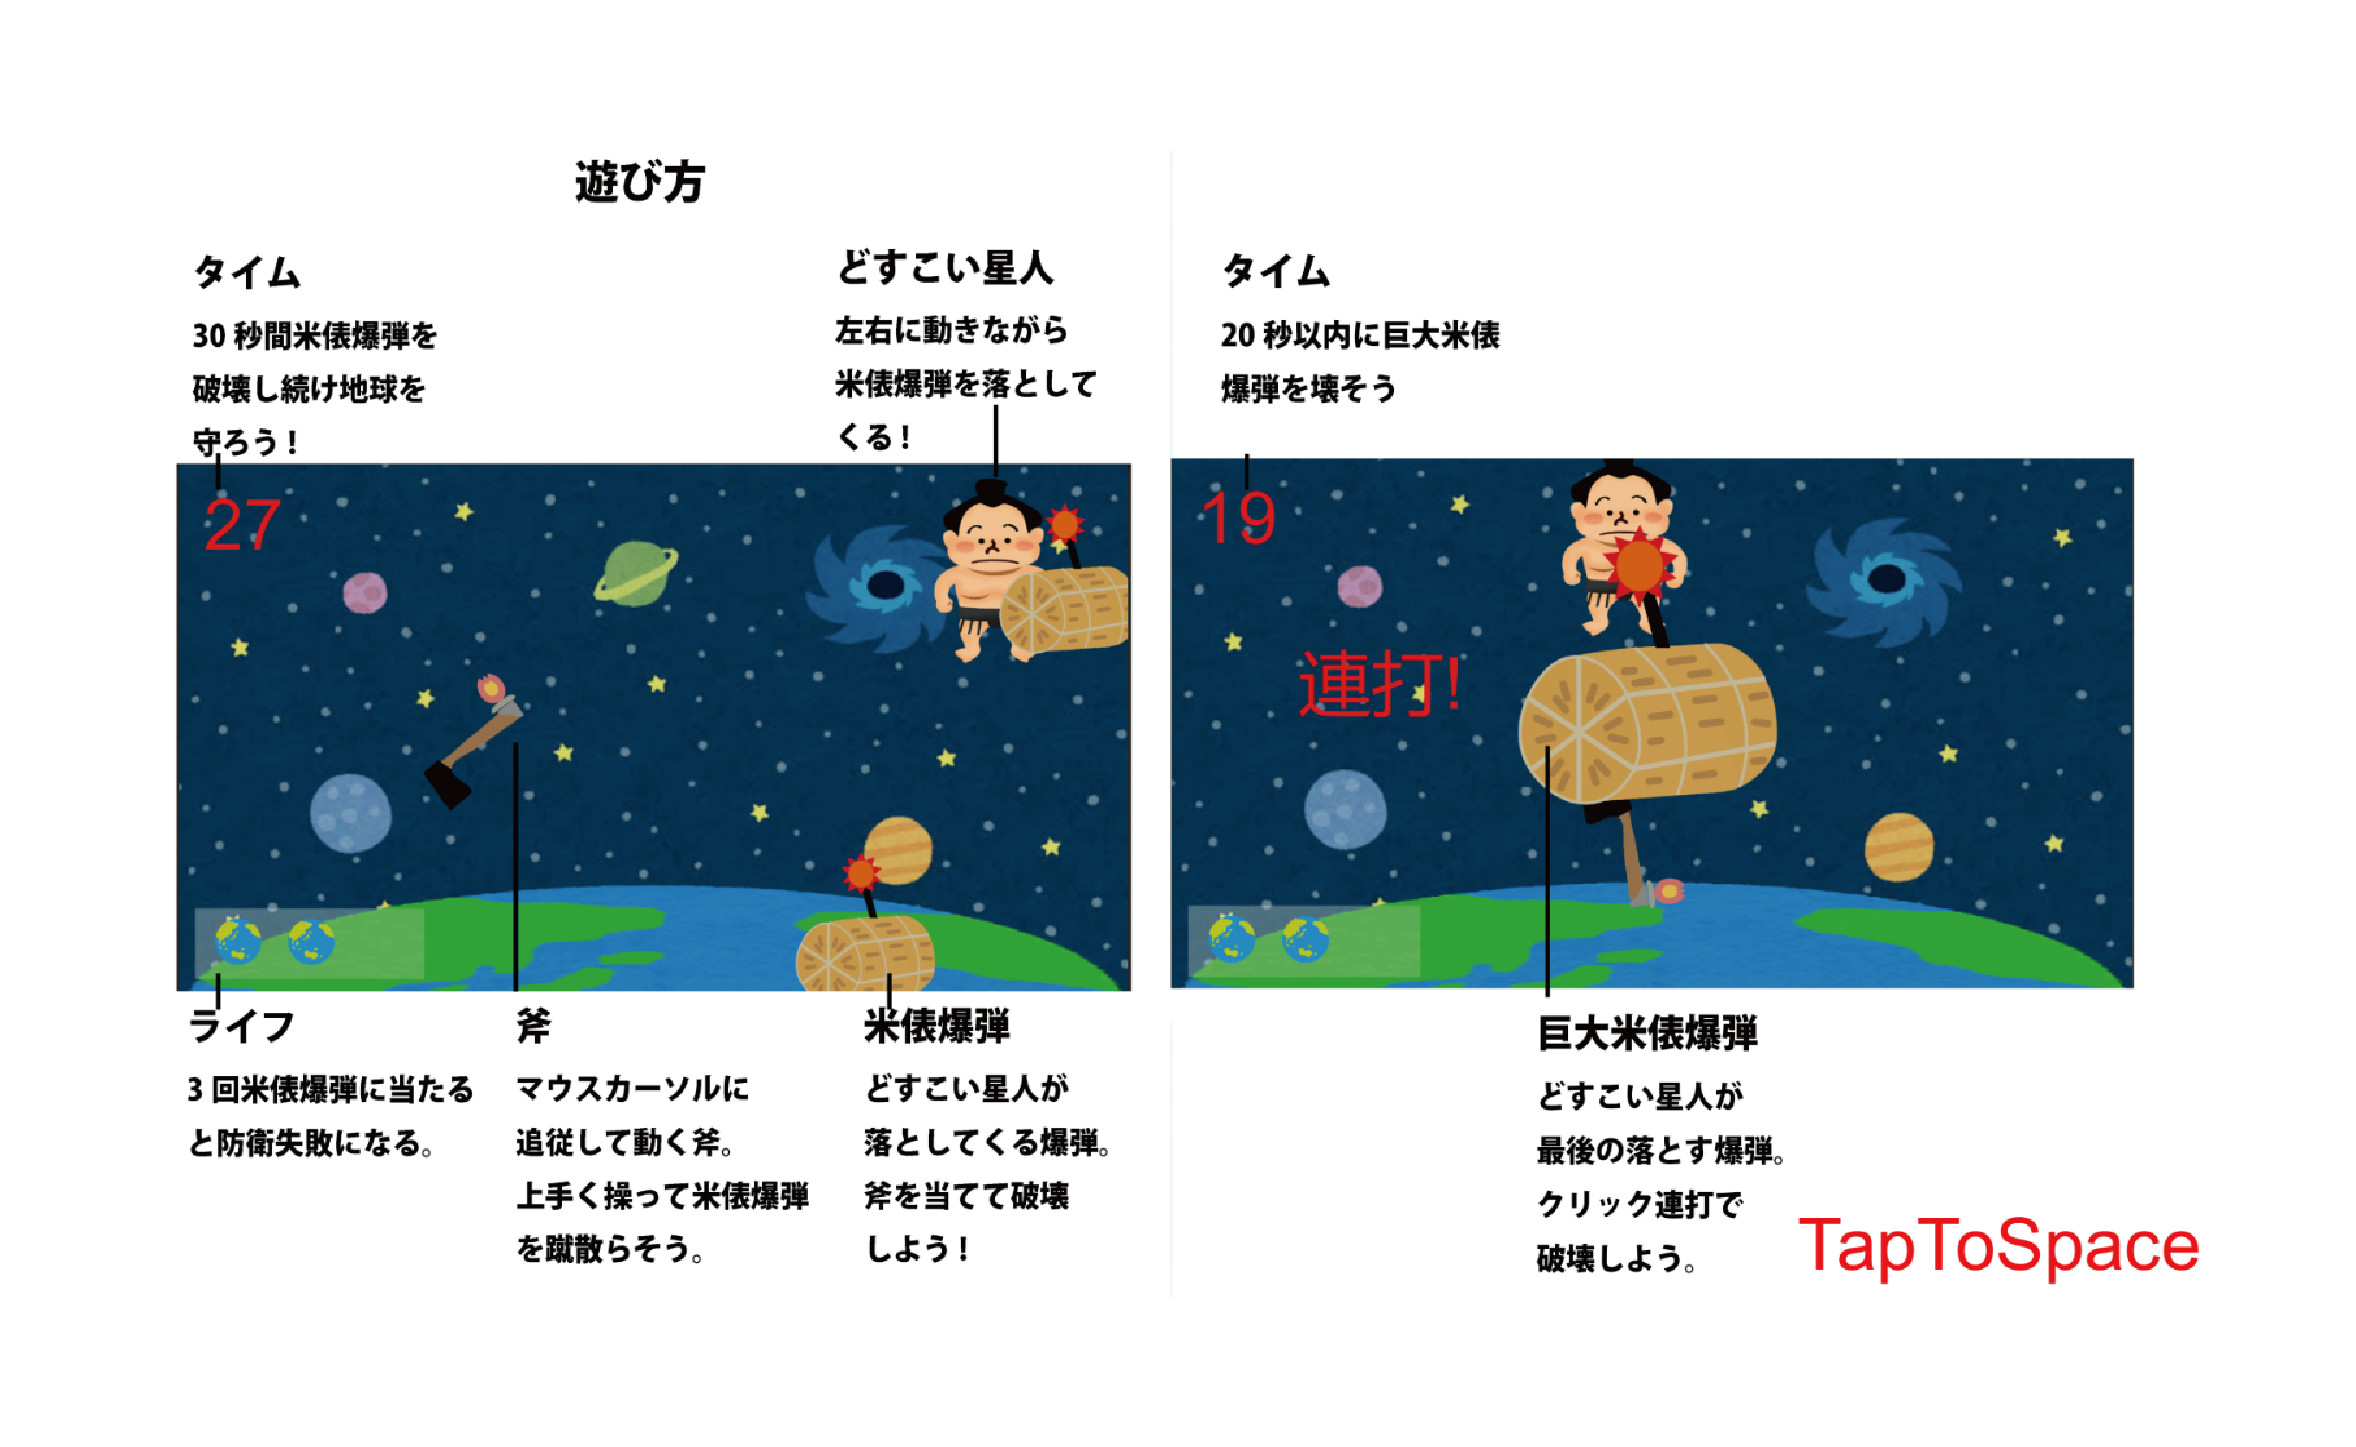 遊び方
タイム
30 秒間米俵爆弾を
破壊し続け地球を
守ろう！
どすこい星人
左右に動きながら
米俵爆弾を落として
くる！
27
ライフ
3 回米俵爆弾に当たる
と防衛失敗になる。
斧
マウスカーソルに
追従して動く斧。
上手く操って米俵爆弾
を蹴散らそう。
米俵爆弾
どすこい星人が
落としてくる爆弾。
斧を当てて破壊
しよう！
タイム
20 秒以内に巨大米俵
爆弾を壊そう
19
連打!
巨大米俵爆弾
どすこい星人が
最後の落とす爆弾。
クリック連打で
破壊しよう。
TapToSpace